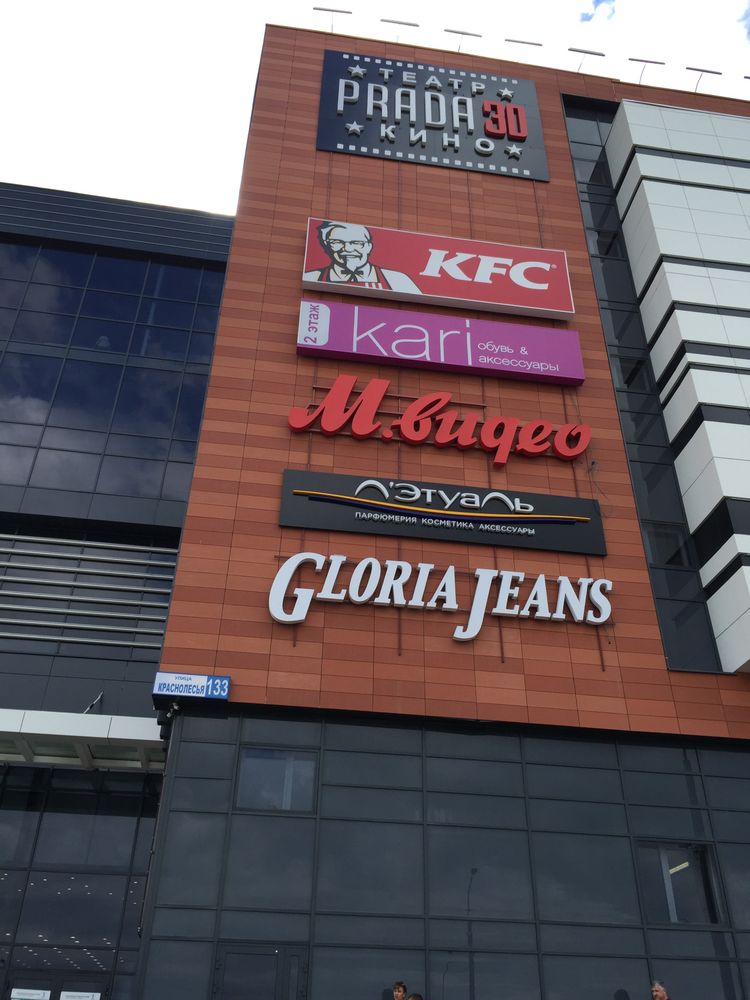 ТЕАТР
PRADA 3D
КИНО
KFC
2 этаж
kari
обувь &
аксессуары
М.видео
Л'Этуаль
ПАРФЮМЕРИЯ КОСМЕТИКА АКСЕССУАРЫ
GLORIA JEANS
УЛИЦА
КРАСНОЛЕСЬЯ 133